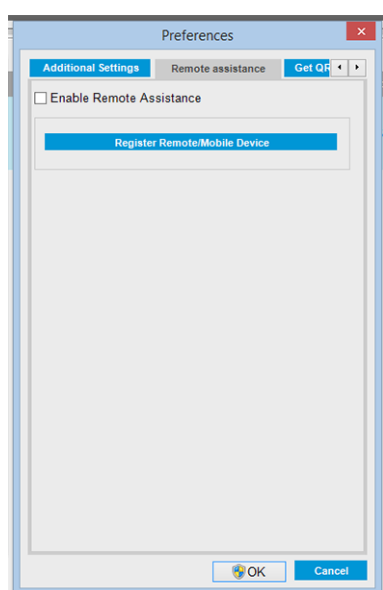 Preferences
Additional Settings
Remote assistance
Get QR
Enable Remote Assistance
Register Remote/Mobile Device
OK
Cancel